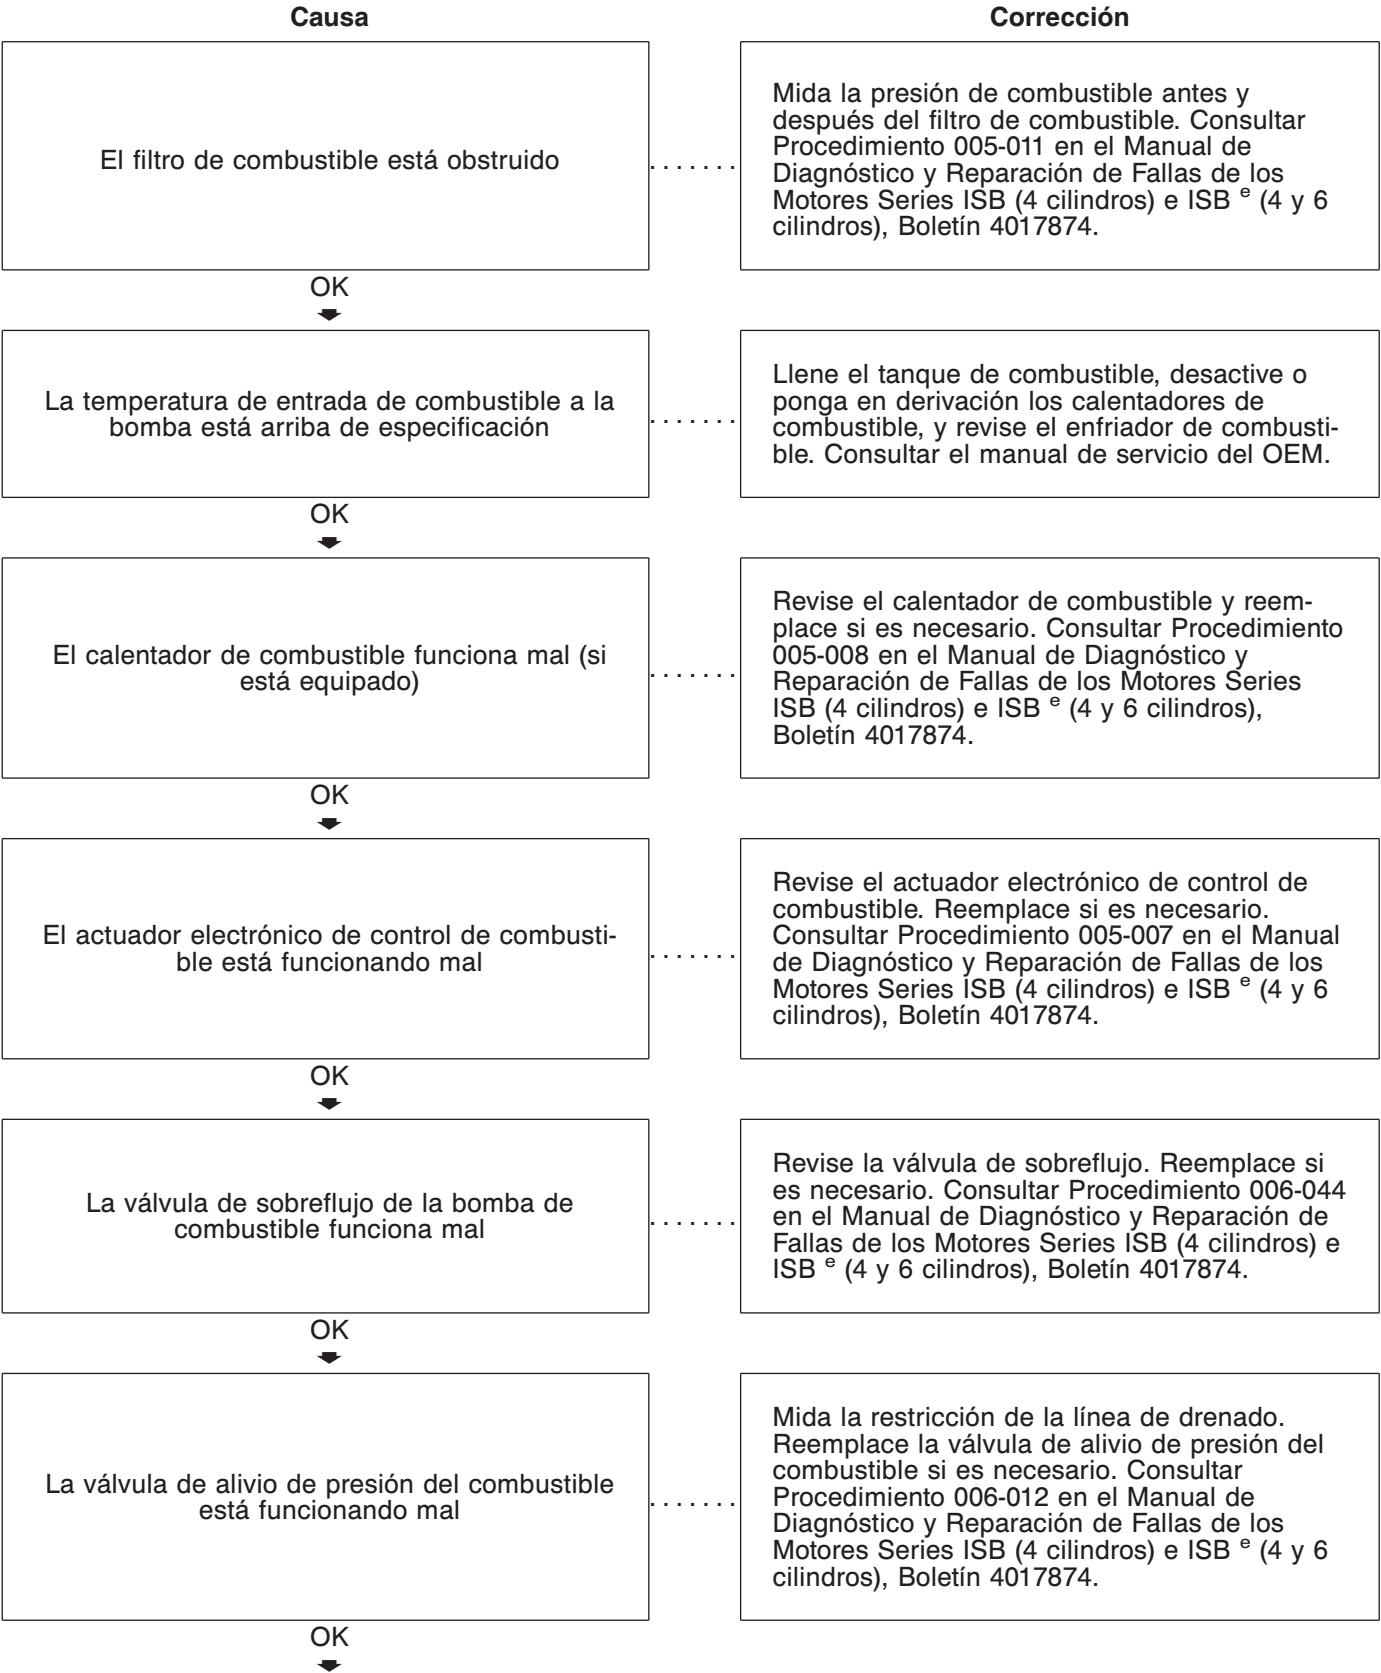 Causa
Corrección
El filtro de combustible está obstruido
. . . . . . .
Mida la presión de combustible antes y
después del filtro de combustible. Consultar
Procedimiento 005-011 en el Manual de
Diagnóstico y Reparación de Fallas de los
Motores Series ISB (4 cilindros) e ISB e (4 y 6
cilindros), Boletín 4017874.
OK
La temperatura de entrada de combustible a la
bomba está arriba de especificación
. . . . . . .
Llene el tanque de combustible, desactive o
ponga en derivación los calentadores de
combustible, y revise el enfriador de combusti-
ble. Consultar el manual de servicio del OEM.
OK
El calentador de combustible funciona mal (si
está equipado)
. . . . . . .
Revise el calentador de combustible y reem-
place si es necesario. Consultar Procedimiento
005-008 en el Manual de Diagnóstico y
Reparación de Fallas de los Motores Series
ISB (4 cilindros) e ISB e (4 y 6 cilindros),
Boletín 4017874.
OK
El actuador electrónico de control de combusti-
ble está funcionando mal
. . . . . . .
Revise el actuador electrónico de control de
combustible. Reemplace si es necesario.
Consultar Procedimiento 005-007 en el Manual
de Diagnóstico y Reparación de Fallas de los
Motores Series ISB (4 cilindros) e ISB e (4 y 6
cilindros), Boletín 4017874.
OK
La válvula de sobreflujo de la bomba de
combustible funciona mal
. . . . . . .
Revise la válvula de sobreflujo. Reemplace si
es necesario. Consultar Procedimiento 006-044
en el Manual de Diagnóstico y Reparación de
Fallas de los Motores Series ISB (4 cilindros) e
ISB e (4 y 6 cilindros), Boletín 4017874.
OK
La válvula de alivio de presión del combustible
está funcionando mal
. . . . . . .
Mida la restricción de la línea de drenado.
Reemplace la válvula de alivio de presión del
combustible si es necesario. Consultar
Procedimiento 006-012 en el Manual de
Diagnóstico y Reparación de Fallas de los
Motores Series ISB (4 cilindros) e ISB e (4 y 6
cilindros), Boletín 4017874.
OK